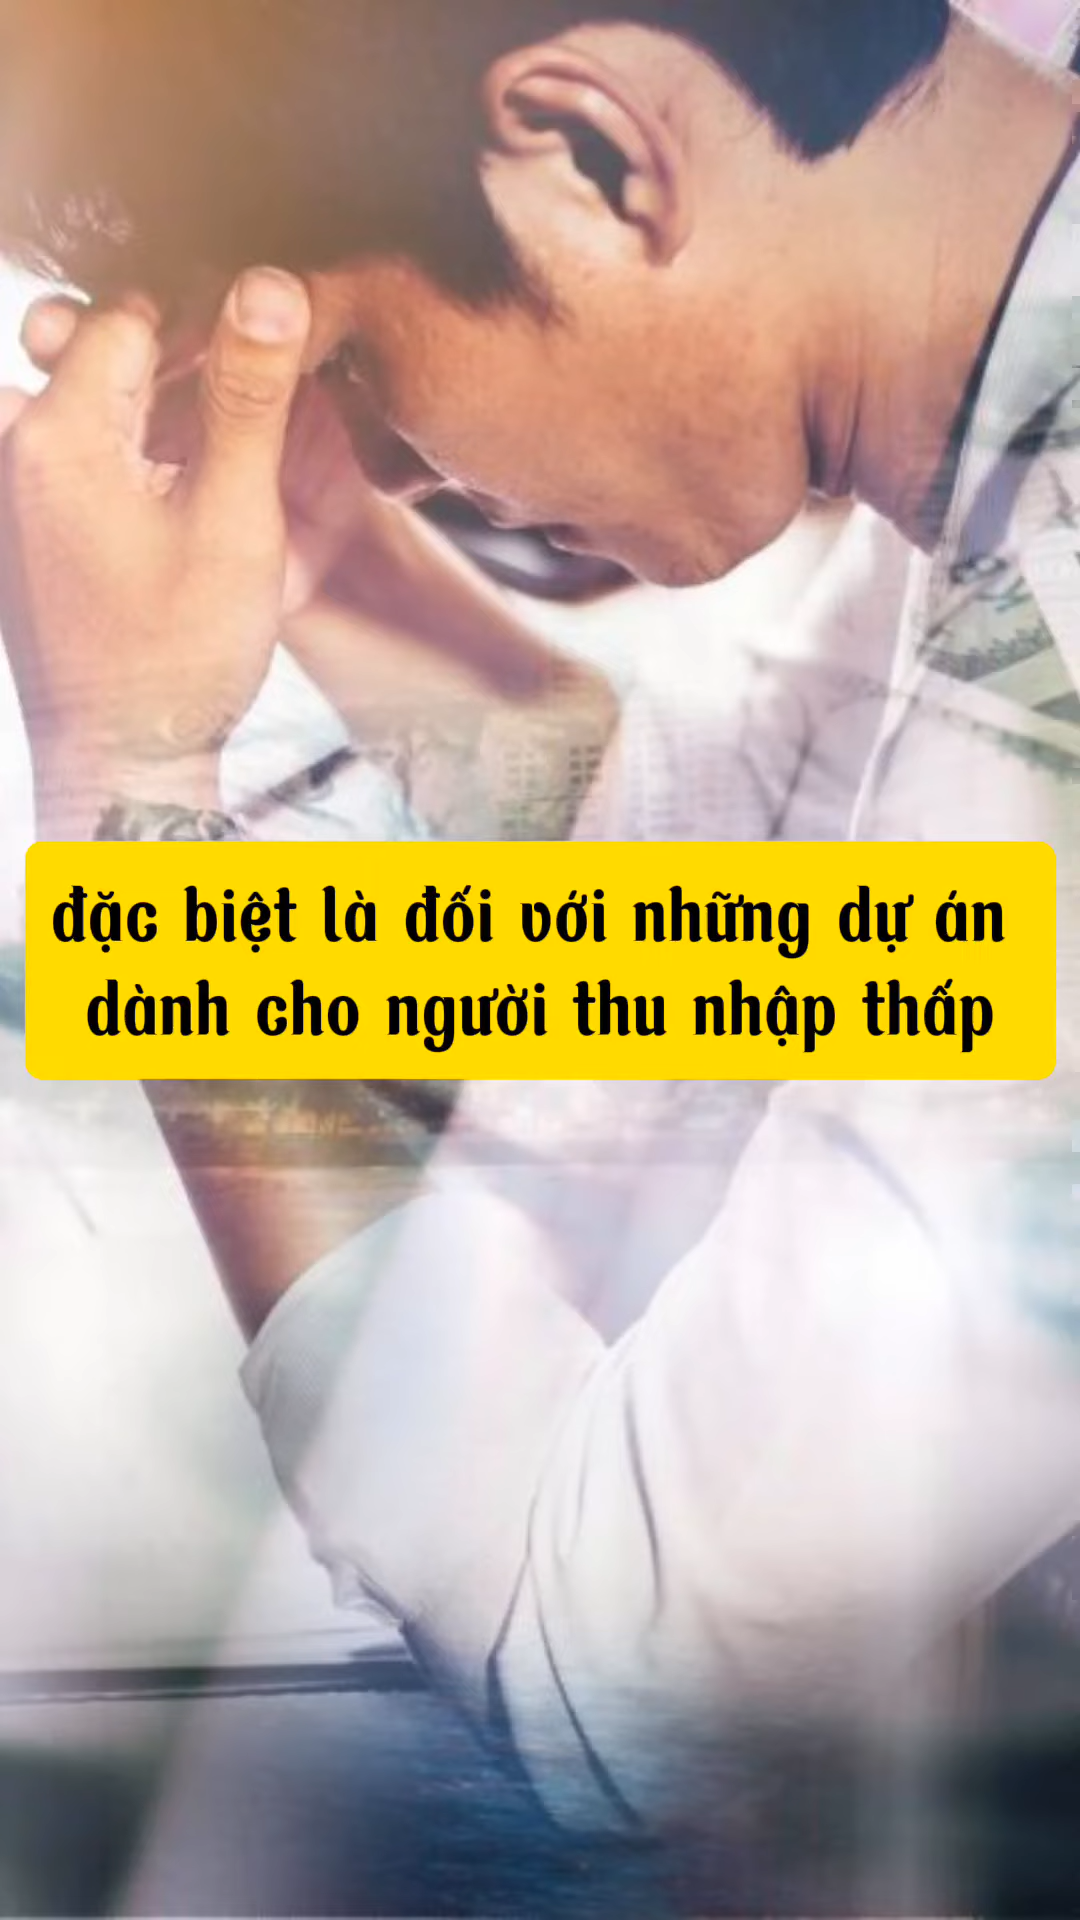 đặc biệt là đối với những dự án
dành cho người thu nhập thấp